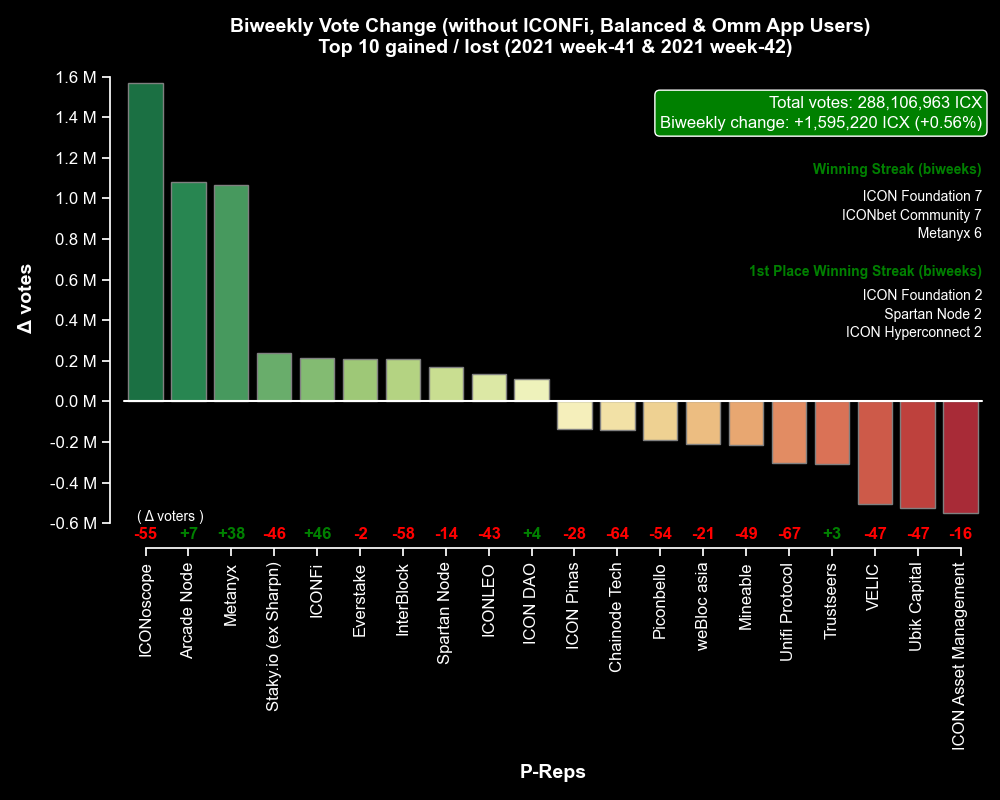 Biweekly Vote Change (without ICONFi, Balanced & Omm App Users)
Top 10 gained / lost (2021 week-41 & 2021 week-42)
Total votes: 288,106,963 ICX
Biweekly change: +1,595,220 ICX (+0.56%)
Winning Streak (biweeks)
ICON Foundation 7
ICONbet Community 7
Metanyx 6
1st Place Winning Streak (biweeks)
ICON Foundation 2
Spartan Node 2
ICON Hyperconnect 2
Δ votes
1.6 M
1.4 M
1.2 M
1.0 M
0.8 M
0.6 M
0.4 M
0.2 M
0.0 M
-0.2 M
-0.4 M
-0.6 M
( Δ voters )
-55 +7 +38 -46 +46 -2 -58 -14 -43 +4 -28 -64 -54 -21 -49 -67 +3 -47 -47 -16
ICONoscope
Arcade Node
Metanyx
Staky.io (ex Sharpn)
ICONFi
Everstake
InterBlock
Spartan Node
ICONLEO
ICON DAO
ICON Pinas
Chainode Tech
Piconbello
weBloc asia
Mineable
Unifi Protocol
Trustseers
VELIC
Ubik Capital
ICON Asset Management
P-Reps